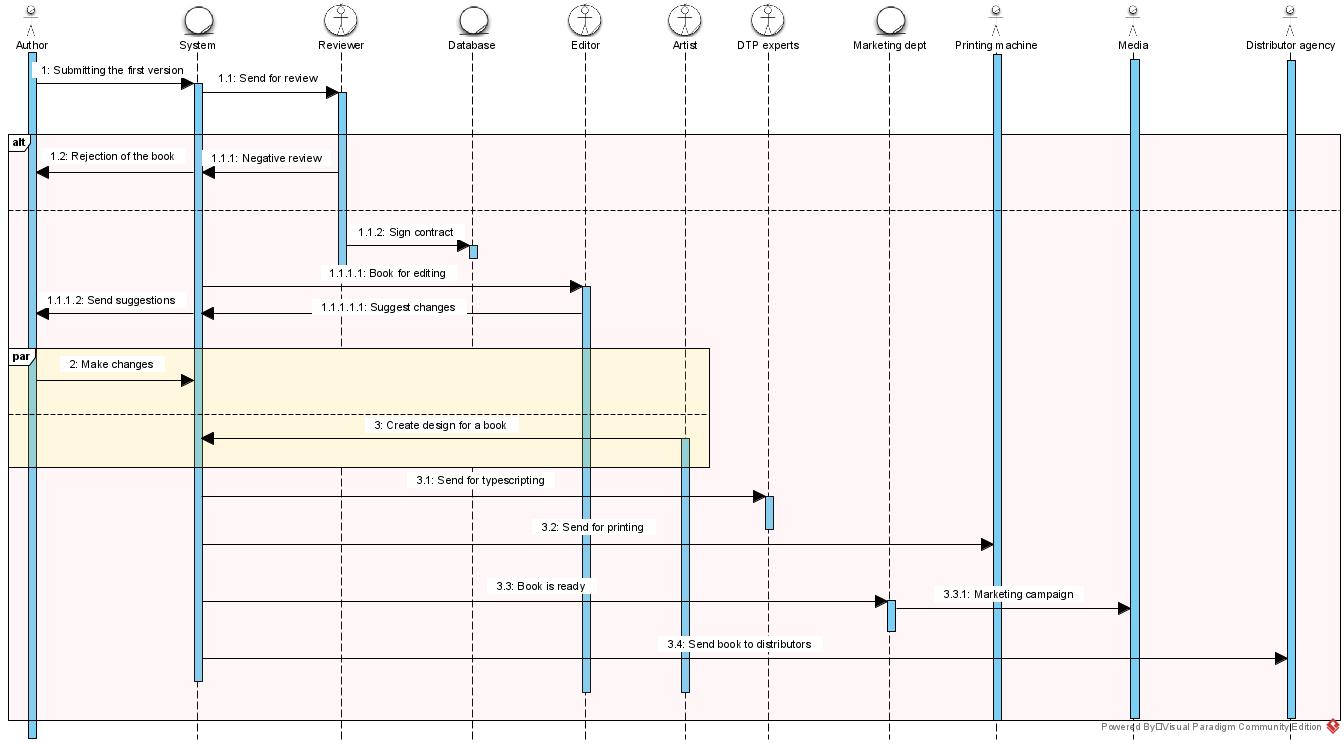 Author
System
Reviewer
Database
Editor
Artist
DTP experts
Marketing dept
Printing machine
Media
Distributor agency
1: Submitting the first version
1.1: Send for review
alt
1.2: Rejection of the book
1.1.1: Negative review
1.1.2: Sign contract
1.1.1.1: Book for editing
1.1.1.2: Send suggestions
1.1.1.1.1: Suggest changes
par
2: Make changes
3: Create design for a book
3.1: Send for typescripting
3.2: Send for printing
3.3: Book is ready
3.3.1: Marketing campaign
3.4: Send book to distributors
Powered By Visual Paradigm Community Edition